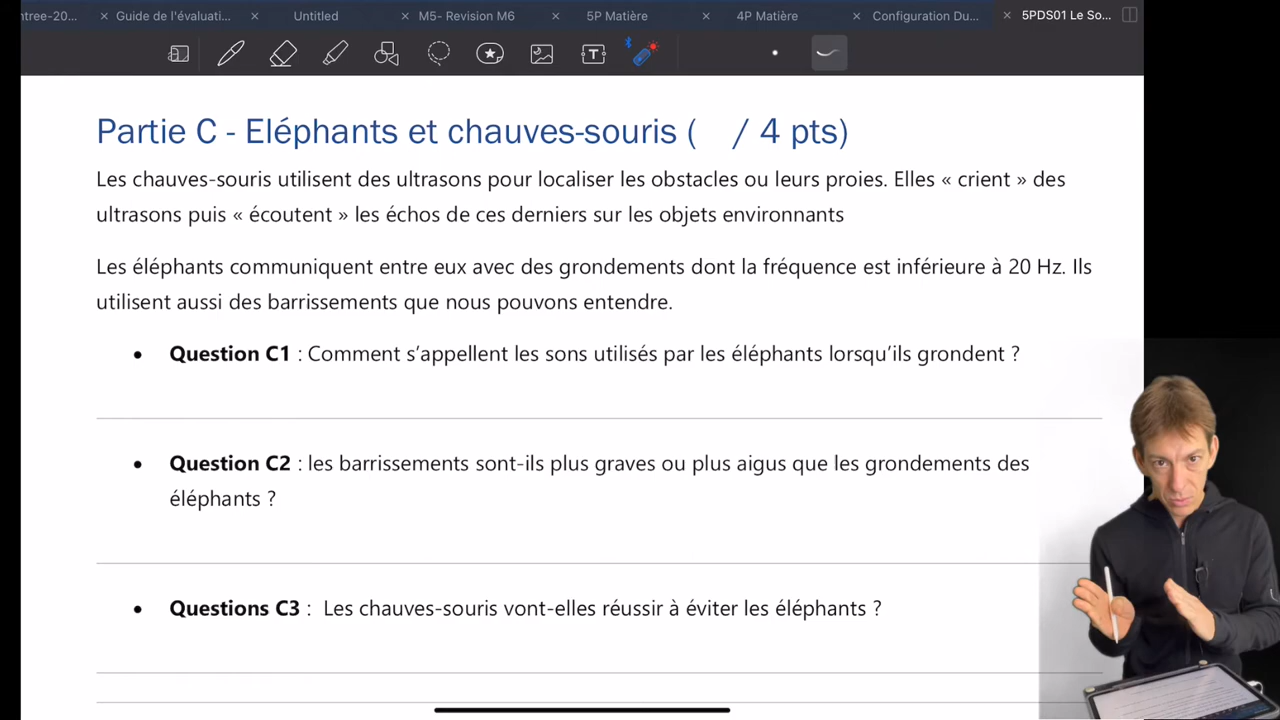 ntree-20...
Guide de l'évaluati...
Untitled
M5- Revision M6
5P Matière
4P Matière
Configuration Du...
5PDS01 Le So...
T
Partie C - Eléphants et chauves-souris (    / 4 pts)
Les chauves-souris utilisent des ultrasons pour localiser les obstacles ou leurs proies. Elles « crient » des
ultrasons puis « écoutent » les échos de ces derniers sur les objets environnants
Les éléphants communiquent entre eux avec des grondements dont la fréquence est inférieure à 20 Hz. Ils
utilisent aussi des barrissements que nous pouvons entendre.
• Question C1 : Comment s'appellent les sons utilisés par les éléphants lorsqu'ils grondent ?
• Question C2 : les barrissements sont-ils plus graves ou plus aigus que les grondements des
éléphants ?
• Questions C3 :  Les chauves-souris vont-elles réussir à éviter les éléphants ?